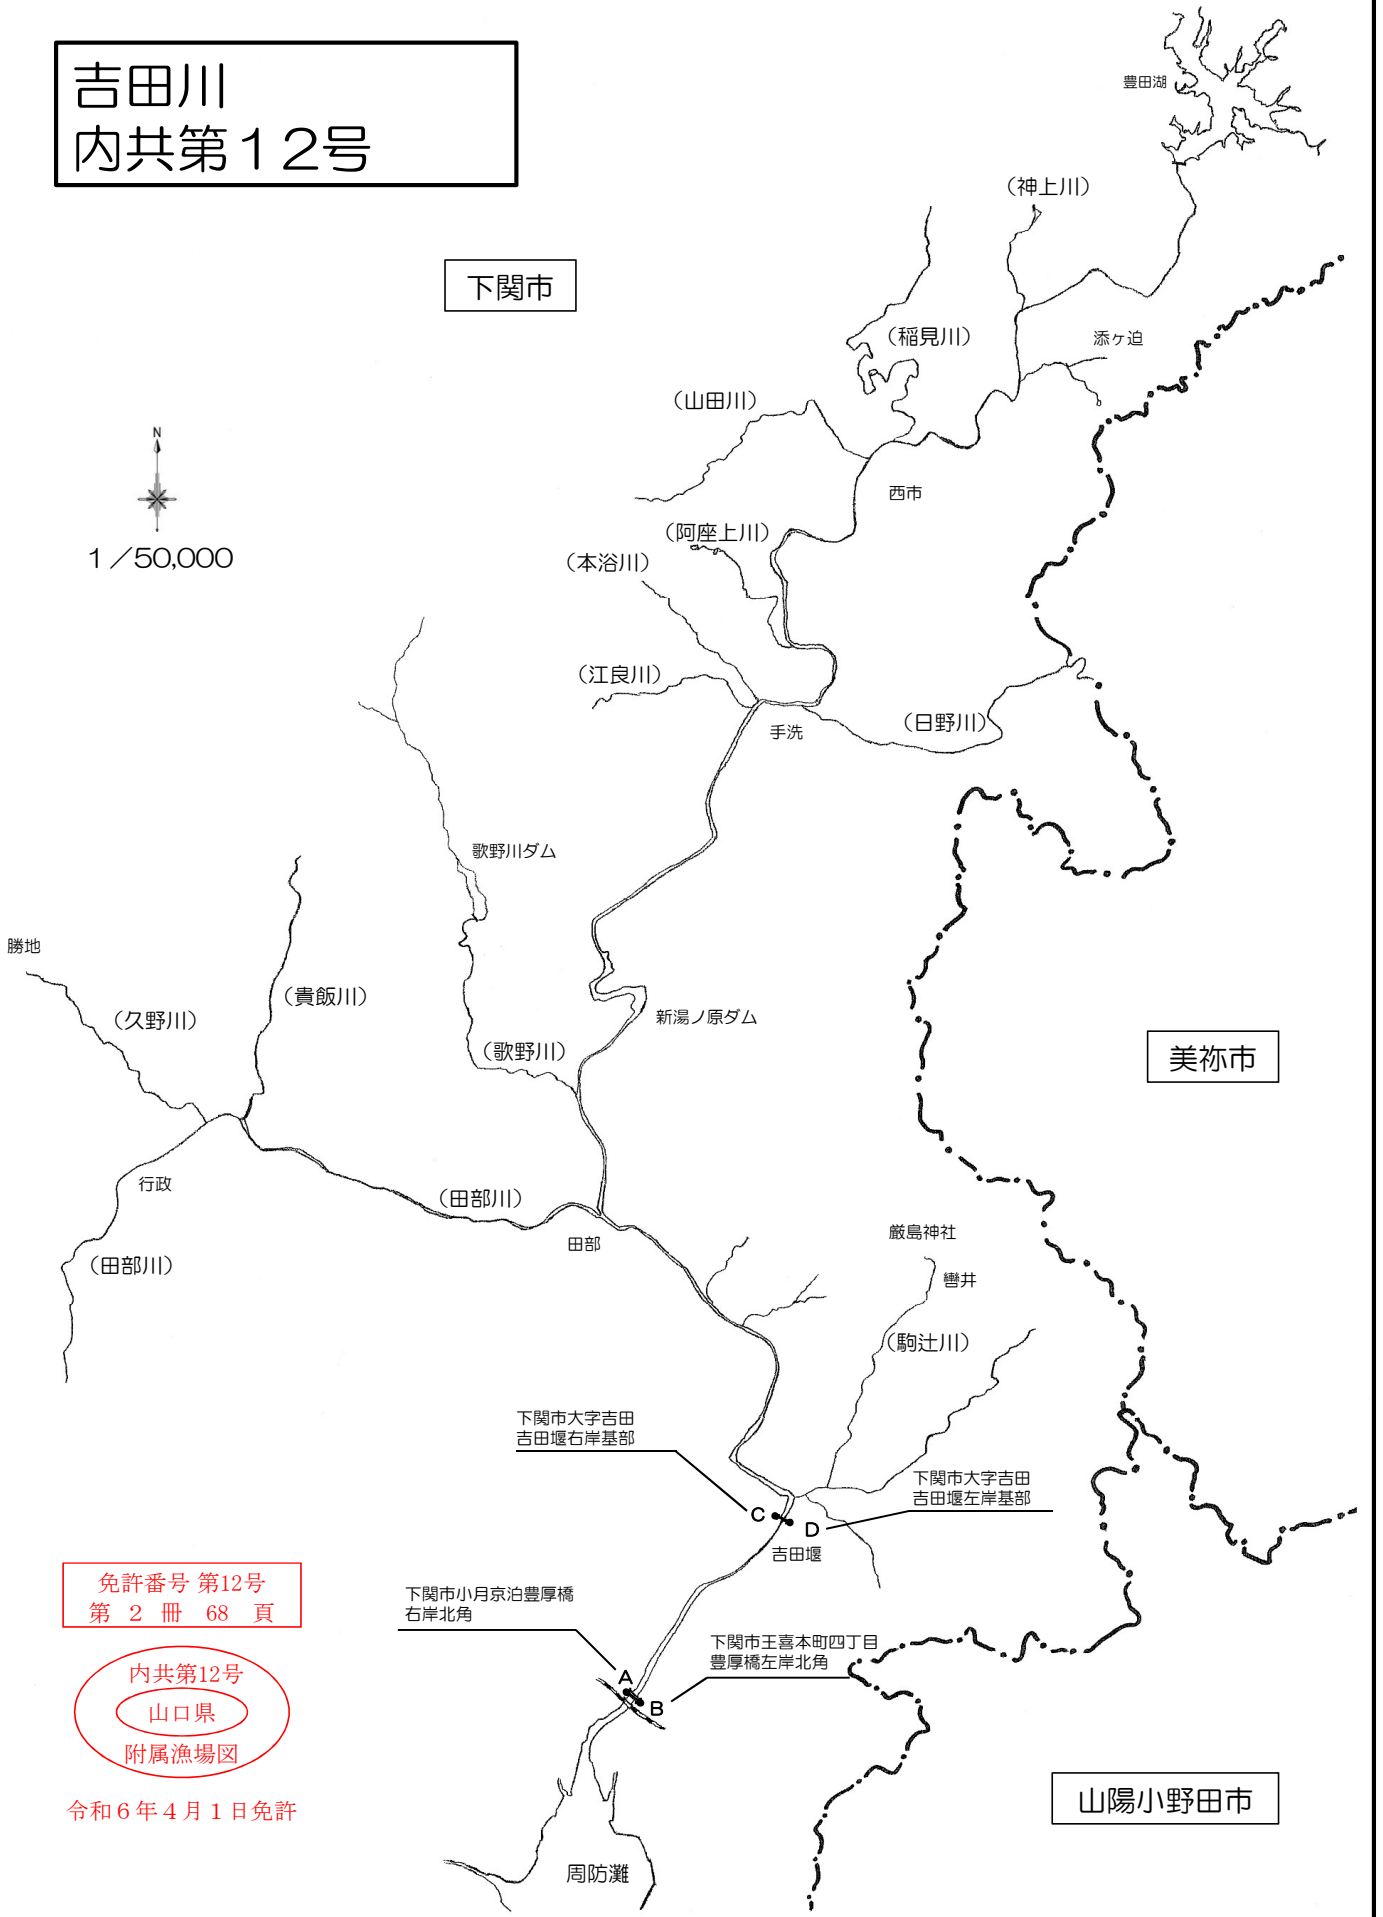 吉田川
内共第12号
豊田湖
（神上川）
下関市
（稲見川）
添ヶ迫
（山田川）
N
西市
（阿座上川）
1／50,000
（本浴川）
（江良川）
（日野川）
手洗
歌野川ダム
勝地
（貴飯川）
（久野川）
新湯ノ原ダム
（歌野川）
美祢市
行政
（田部川）
田部
厳島神社
（田部川）
轡井
（駒辻川）
下関市大字吉田
吉田堰右岸基部
下関市大字吉田
吉田堰左岸基部
C
D
吉田堰
免許番号 第12号
第 2 冊 68 頁
下関市小月京泊豊厚橋
右岸北角
下関市王喜本町四丁目
豊厚橋左岸北角
A
B
内共第12号
山口県
附属漁場図
令和6年4月1日免許
山陽小野田市
周防灘